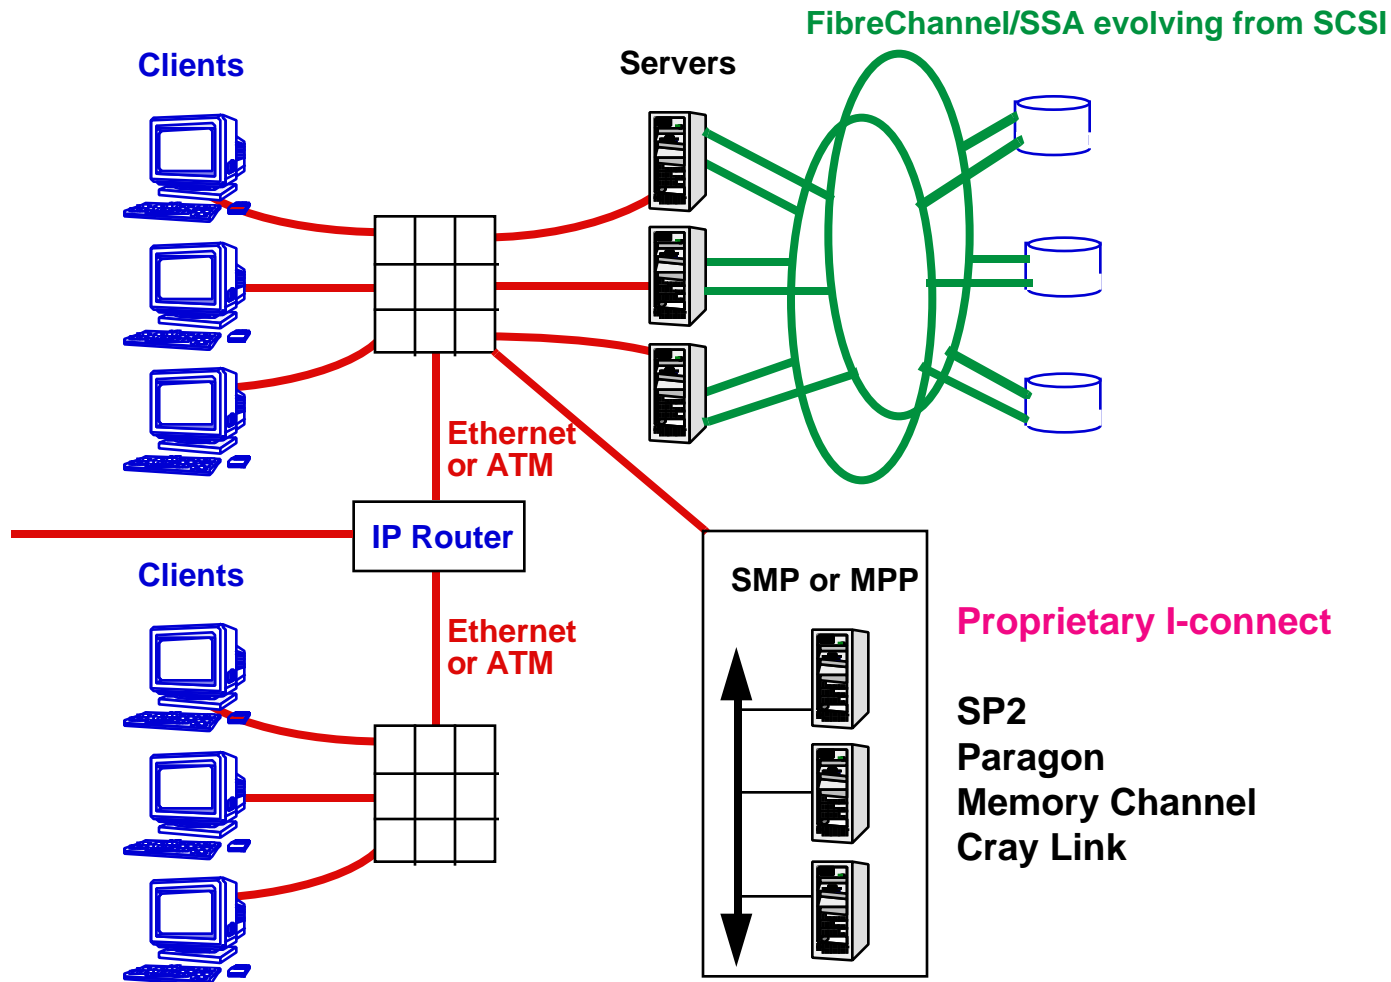 FibreChannel/SSA evolving from SCSI
Clients
Servers
Ethernet
or ATM
IP Router
Clients
SMP or MPP
Ethernet
or ATM
Proprietary I-connect
SP2
Paragon
Memory Channel
Cray Link